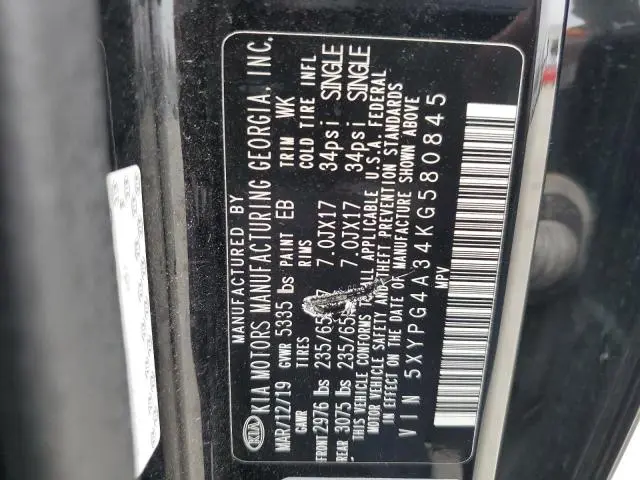 MANUFACTURED BY
KIA KIA MOTORS MANUFACTURING GEORGIA, INC.
MAR/12/19 GVWR 5335 lbs PAINT EB TRIM WK
GAWR TIRES RIMS COLD TIRE INFL
FRONT 2976 lbs 235/65 7.0JX17 34psi SINGLE
REAR 3075 lbs 235/65 7.0JX17 34psi SINGLE
THIS VEHICLE CONFORMS TO ALL APPLICABLE U.S.A. FEDERAL
MOTOR VEHICLE SAFETY AND THEFT PREVENTION STANDARDS
IN EFFECT ON THE DATE OF MANUFACTURE SHOWN ABOVE
VIN 5XYPG4A34KG580845
MPV